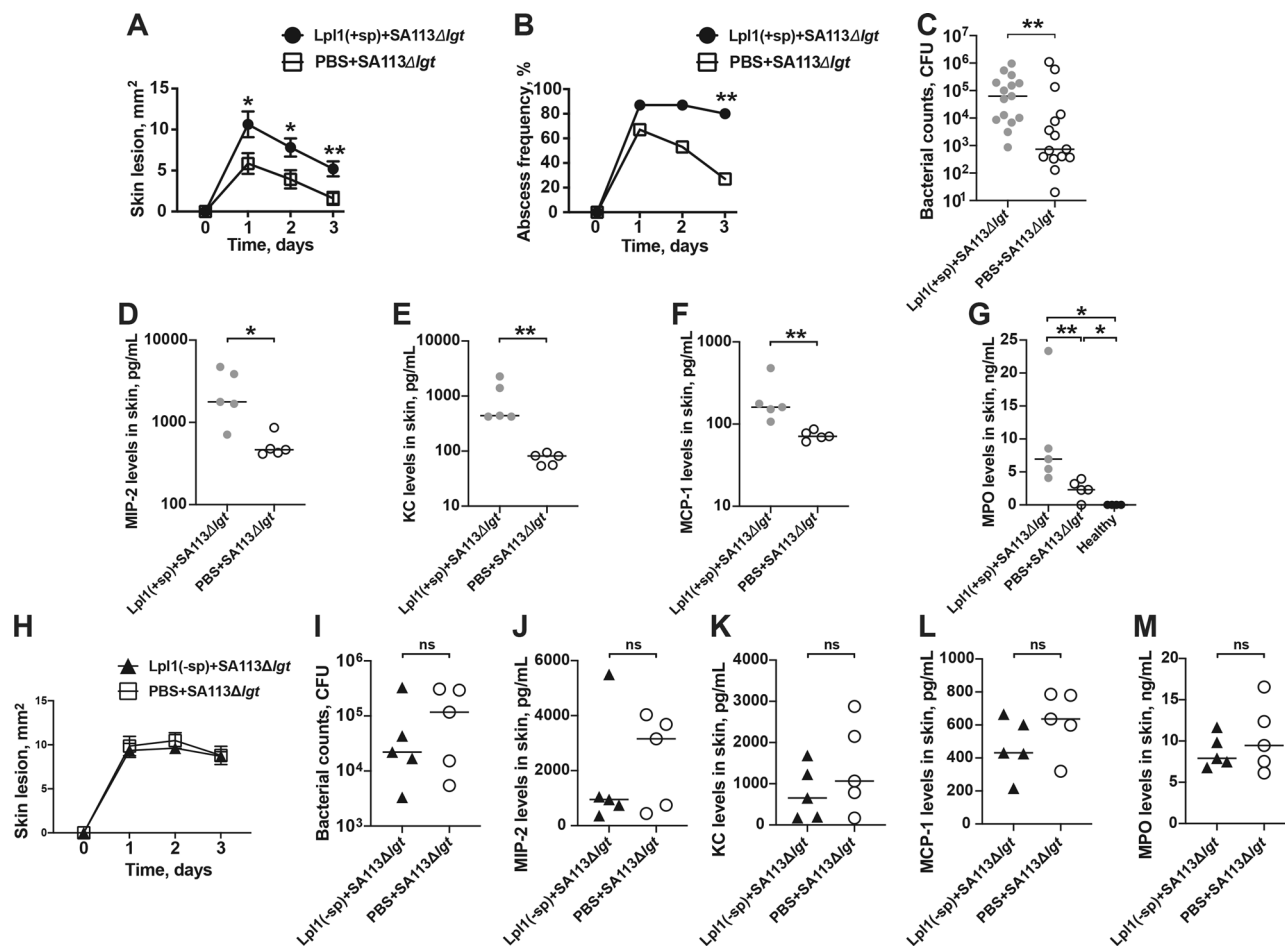 A
Lpl1(+sp)+SA113Δlgt
PBS+SA113Δlgt
Skin lesion, mm²
15
10
5
0
* * **
0 1 2 3
Time, days
B
Lpl1(+sp)+SA113Δlgt
PBS+SA113Δlgt
Abscess frequency, %
100
80
60
40
20
0
**
0 1 2 3
Time, days
C
**
Bacterial counts, CFU
10⁷
10⁶
10⁵
10⁴
10³
10²
10¹
Lpl1(+sp)+SA113Δlgt
PBS+SA113Δlgt
D
*
MIP-2 levels in skin, pg/mL
10000
1000
100
Lpl1(+sp)+SA113Δlgt
PBS+SA113Δlgt
E
**
KC levels in skin, pg/mL
10000
1000
100
10
Lpl1(+sp)+SA113Δlgt
PBS+SA113Δlgt
F
**
MCP-1 levels in skin, pg/mL
1000
100
10
Lpl1(+sp)+SA113Δlgt
PBS+SA113Δlgt
G
*
** *
MPO levels in skin, ng/mL
25
20
15
10
5
0
Lpl1(+sp)+SA113Δlgt
PBS+SA113Δlgt
Healthy
H
Lpl1(-sp)+SA113Δlgt
PBS+SA113Δlgt
Skin lesion, mm²
15
10
5
0
0 1 2 3
Time, days
I
ns
Bacterial counts, CFU
10⁶
10⁵
10⁴
10³
Lpl1(-sp)+SA113Δlgt
PBS+SA113Δlgt
J
ns
MIP-2 levels in skin, pg/mL
6000
4000
2000
0
Lpl1(-sp)+SA113Δlgt
PBS+SA113Δlgt
K
ns
KC levels in skin, pg/mL
4000
3000
2000
1000
0
Lpl1(-sp)+SA113Δlgt
PBS+SA113Δlgt
L
ns
MCP-1 levels in skin, pg/mL
800
600
400
200
0
Lpl1(-sp)+SA113Δlgt
PBS+SA113Δlgt
M
ns
MPO levels in skin, ng/mL
20
15
10
5
0
Lpl1(-sp)+SA113Δlgt
PBS+SA113Δlgt